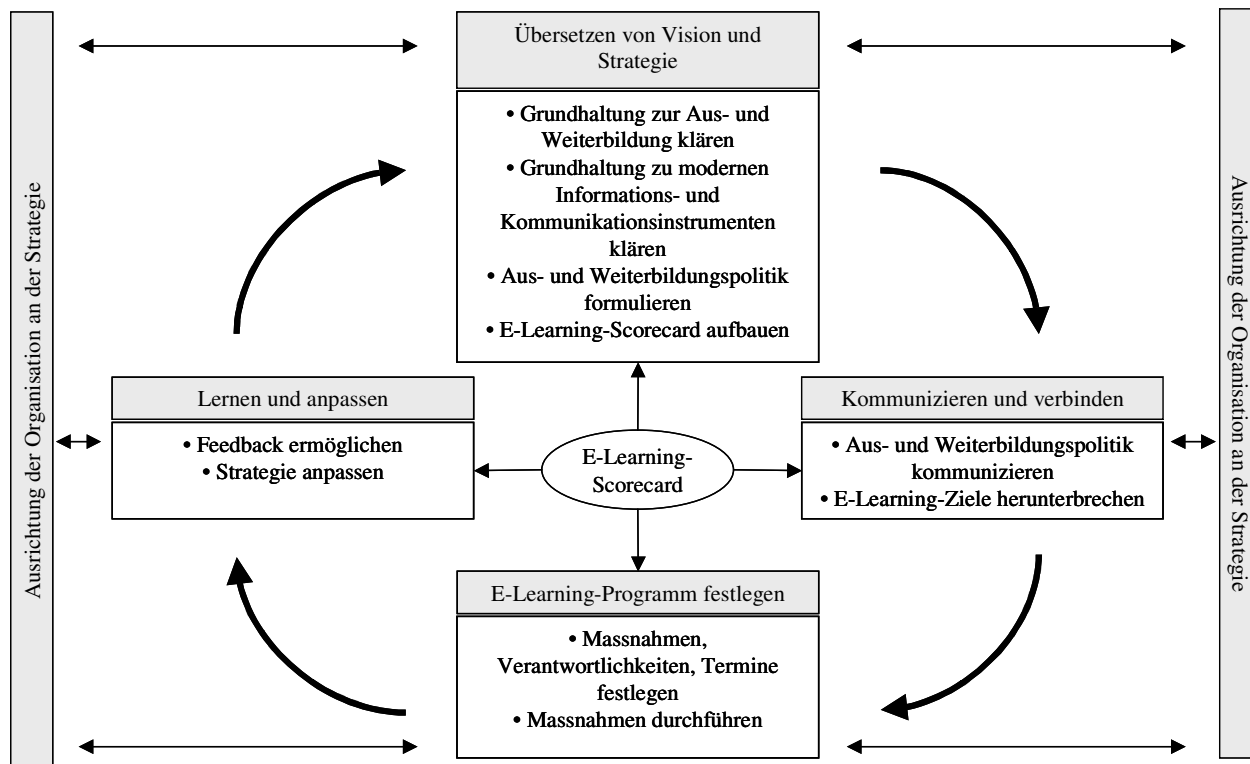 Ausrichtung der Organisation an der Strategie
Übersetzen von Vision und
Strategie
• Grundhaltung zur Aus- und
Weiterbildung klären
• Grundhaltung zu modernen
Informations- und
Kommunikationsinstrumenten
klären
• Aus- und Weiterbildungspolitik
formulieren
• E-Learning-Scorecard aufbauen
Lernen und anpassen
• Feedback ermöglichen
• Strategie anpassen
E-Learning-
Scorecard
Kommunizieren und verbinden
• Aus- und Weiterbildungspolitik
kommunizieren
• E-Learning-Ziele herunterbrechen
E-Learning-Programm festlegen
• Massnahmen,
Verantwortlichkeiten, Termine
festlegen
• Massnahmen durchführen
Ausrichtung der Organisation an der Strategie